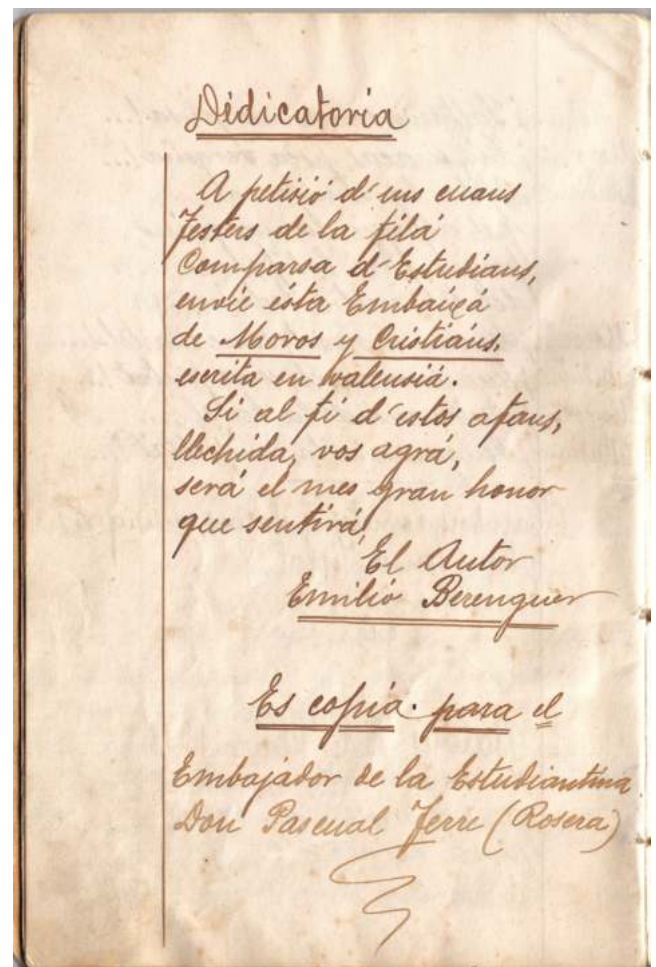 Didicatoria
A petisió d'uns cuans
festers de la filá
Comparsa d'Estudians,
envie ésta Embaixá
de Moros y Cristiáns,
escrita en valensiá.
Si al fi d'estos afans,
llechida, vos agrá,
será el mes gran honor
que sentirá,
El Autor
Emilio Berenguer
Es copia para el
Embajador de la Estudiantina
Don Pascual Ferre (Rosera)